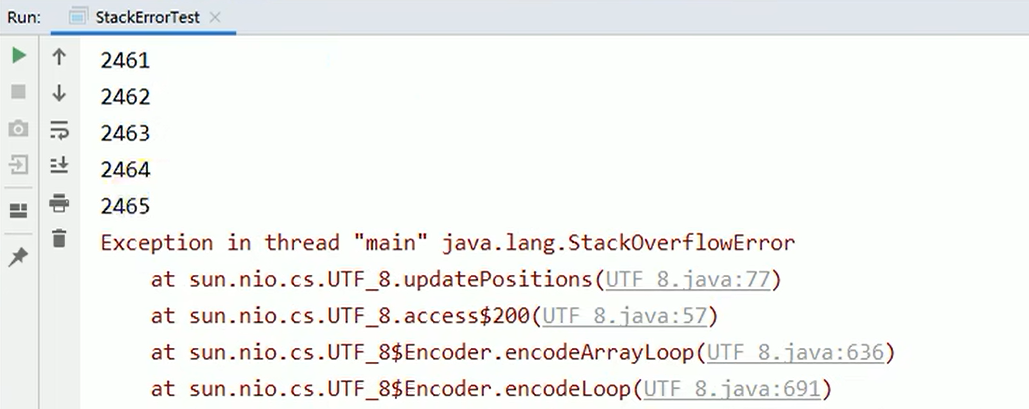 Run: StackErrorTest
2461
2462
2463
2464
2465
Exception in thread "main" java.lang.StackOverflowError
at sun.nio.cs.UTF_8.updatePositions(UTF_8.java:77)
at sun.nio.cs.UTF_8.access$200(UTF_8.java:57)
at sun.nio.cs.UTF_8$Encoder.encodeArrayLoop(UTF_8.java:636)
at sun.nio.cs.UTF_8$Encoder.encodeLoop(UTF_8.java:691)